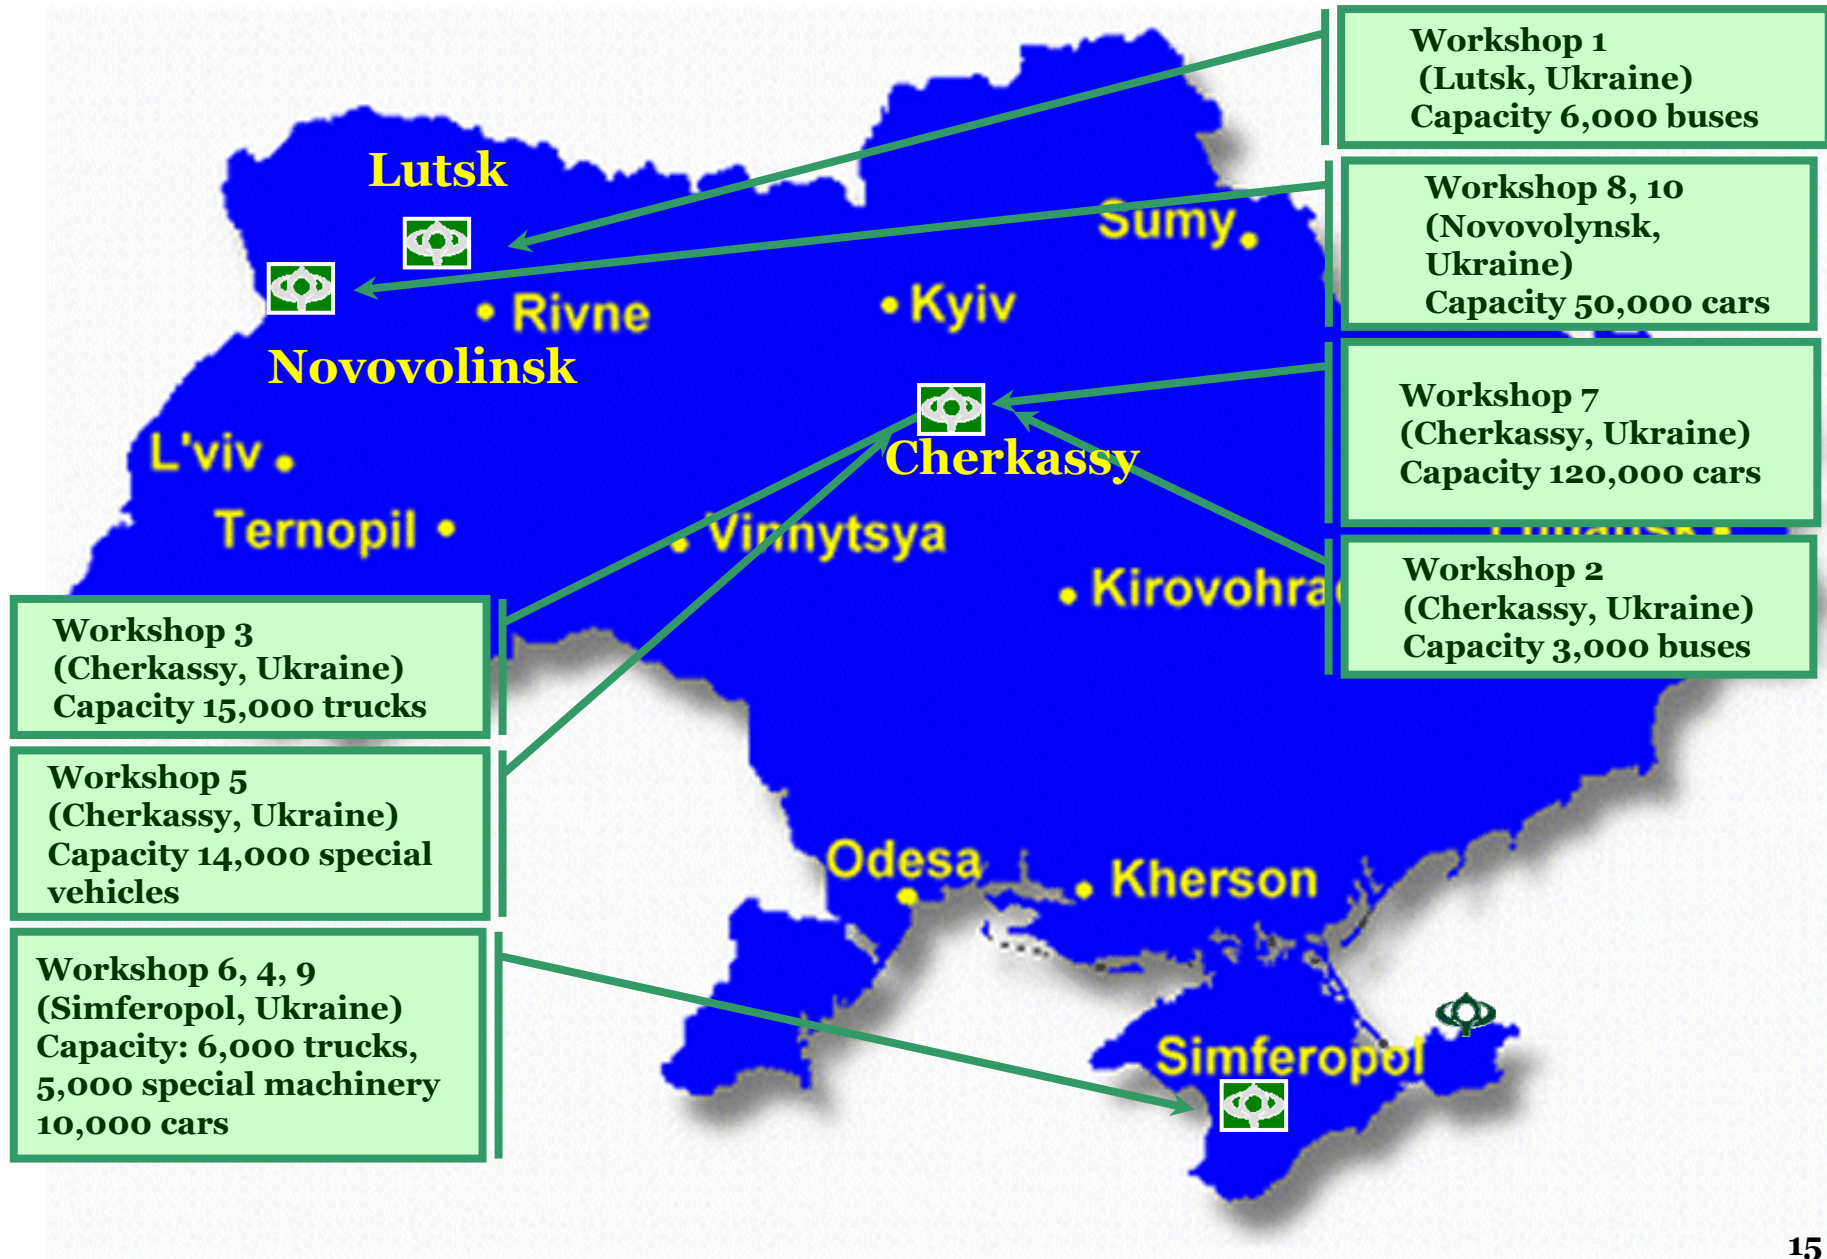 Workshop 1
(Lutsk, Ukraine)
Capacity 6,000 buses
Workshop 8, 10
(Novovolynsk,
Ukraine)
Capacity 50,000 cars
Workshop 7
(Cherkassy, Ukraine)
Capacity 120,000 cars
Workshop 2
(Cherkassy, Ukraine)
Capacity 3,000 buses
Lutsk
Sumy
Rivne
Kyiv
Novovolinsk
Cherkassy
L'viv
Ternopil
Vinnytsya
Workshop 3
(Cherkassy, Ukraine)
Capacity 15,000 trucks
Workshop 5
(Cherkassy, Ukraine)
Capacity 14,000 special
vehicles
Workshop 6, 4, 9
(Simferopol, Ukraine)
Capacity: 6,000 trucks,
5,000 special machinery
10,000 cars
Odesa
Kherson
Simferopol
15